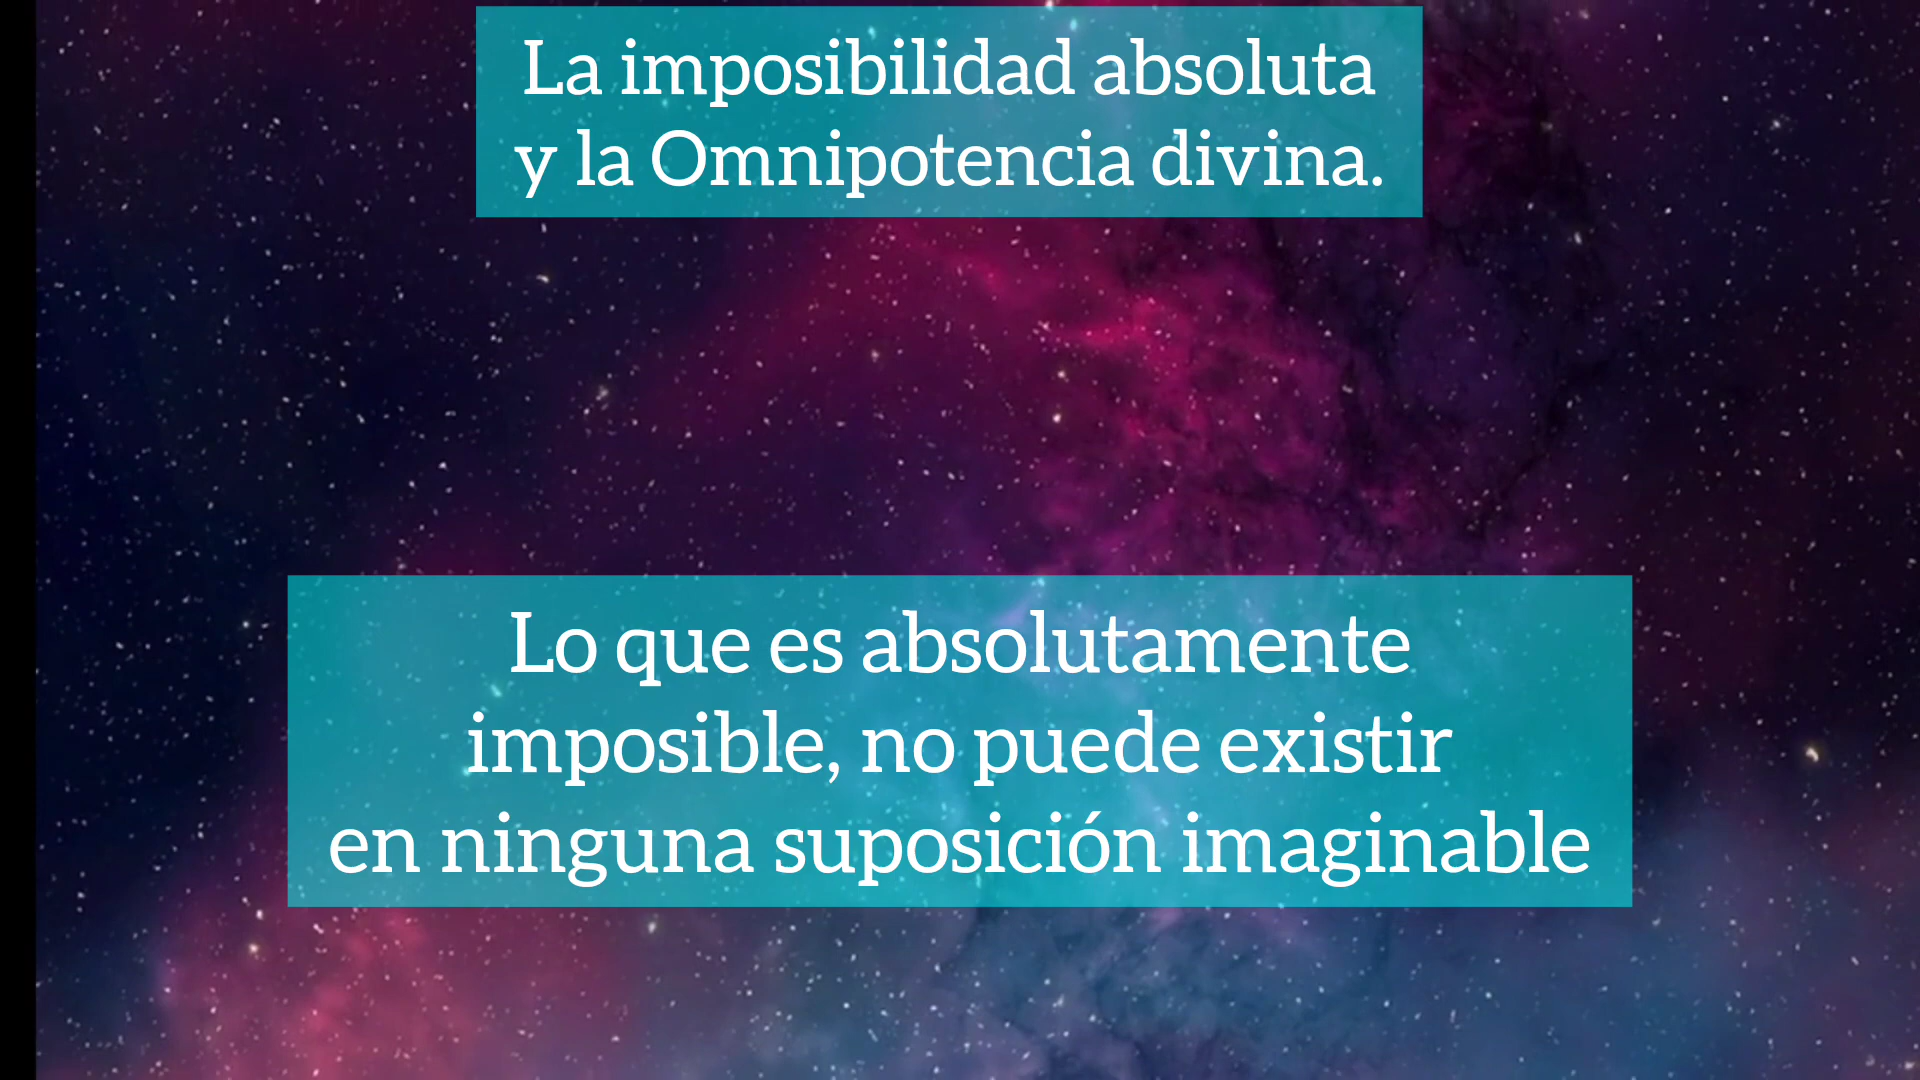 La imposibilidad absoluta
y la Omnipotencia divina.
Lo que es absolutamente
imposible, no puede existir
en ninguna suposición imaginable